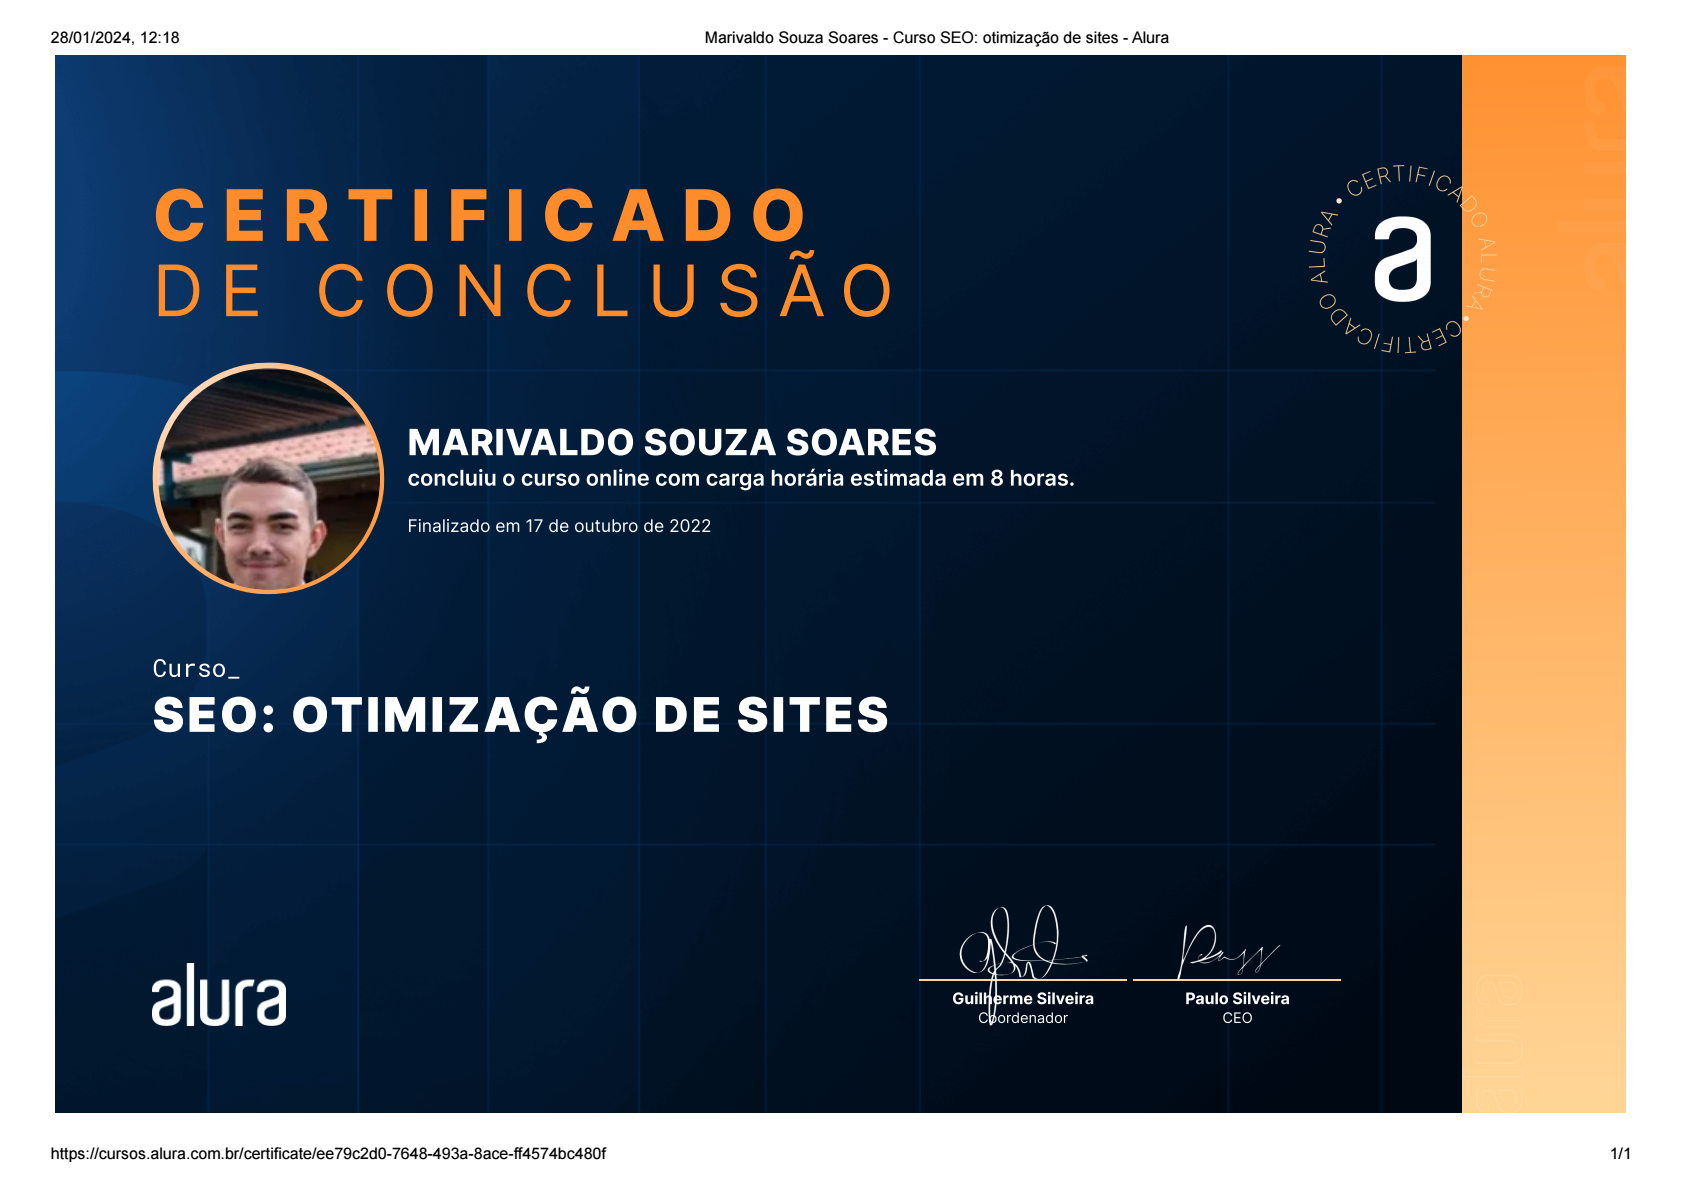 28/01/2024, 12:18
Marivaldo Souza Soares - Curso SEO: otimização de sites - Alura
CERTIFICADO
DE CONCLUSÃO
CERTIFICADO ALURA • CERTIFICADO ALURA •
a
MARIVALDO SOUZA SOARES
concluiu o curso online com carga horária estimada em 8 horas.
Finalizado em 17 de outubro de 2022
Curso_
SEO: OTIMIZAÇÃO DE SITES
alura
Guilherme Silveira
Coordenador
Paulo Silveira
CEO
alura
alura
https://cursos.alura.com.br/certificate/ee79c2d0-7648-493a-8ace-ff4574bc480f
1/1